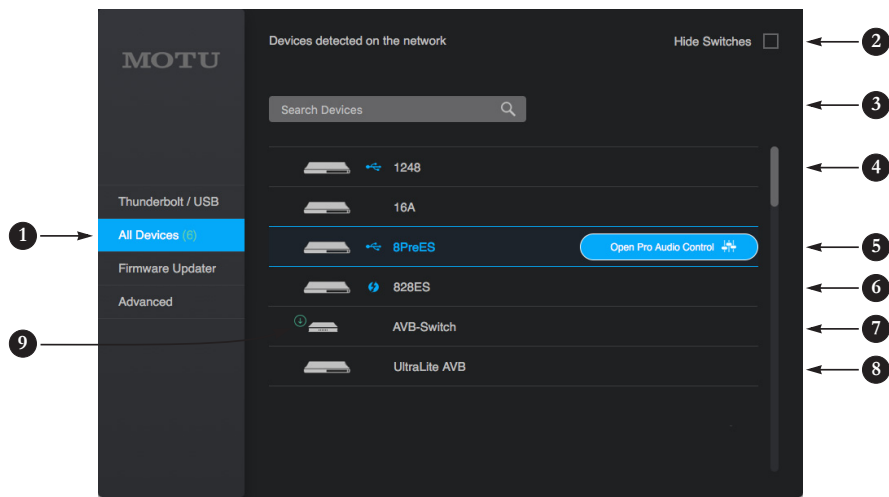 MOTU
Devices detected on the network
Hide Switches
2
Search Devices
3
1248
4
Thunderbolt / USB
16A
1
All Devices (6)
8PreES
Open Pro Audio Control
5
Firmware Updater
828ES
6
Advanced
AVB-Switch
7
9
UltraLite AVB
8